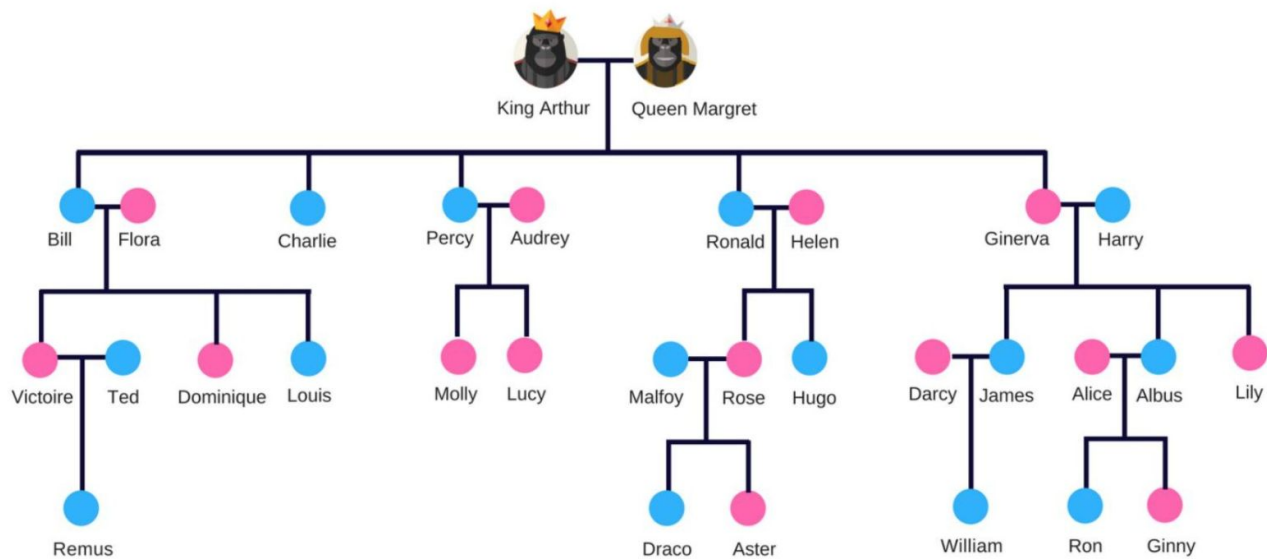 King Arthur Queen Margret
Bill Flora Charlie Percy Audrey Ronald Helen Ginerva Harry
Victoire Ted Dominique Louis Molly Lucy Malfoy Rose Hugo Darcy James Alice Albus Lily
Remus Draco Aster William Ron Ginny